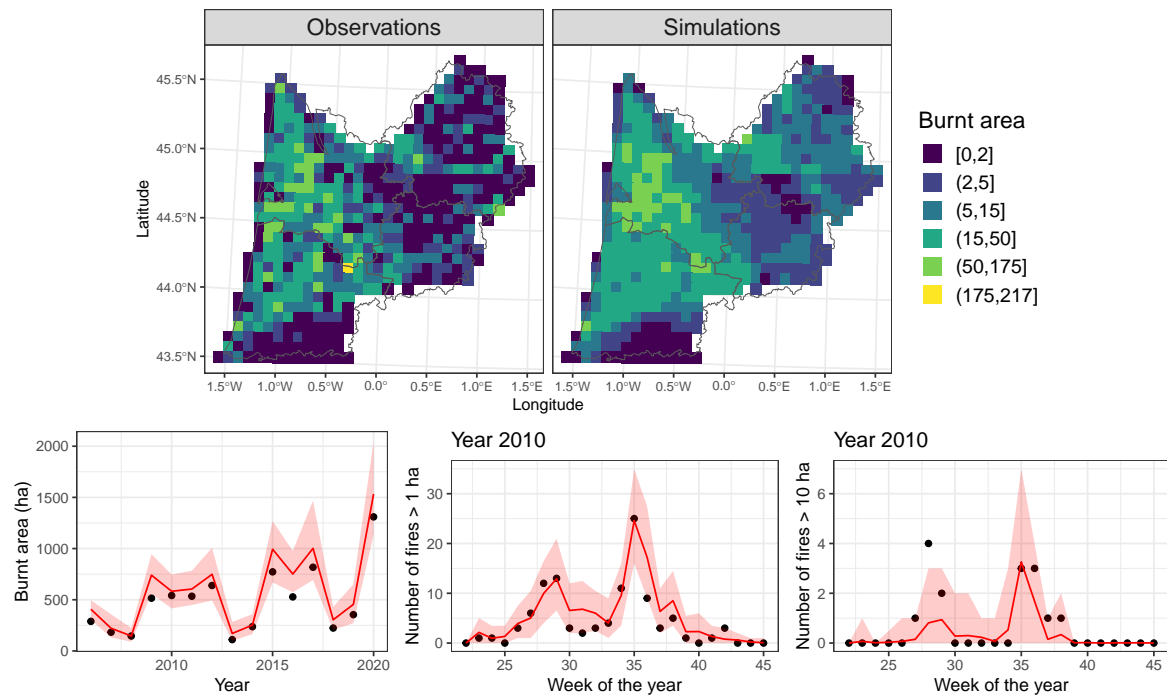 Observations Simulations
45.5°N
45.0°N
44.5°N
44.0°N
43.5°N
Latitude
1.5°W 1.0°W 0.5°W 0.0° 0.5°E 1.0°E 1.5°E 1.5°W 1.0°W 0.5°W 0.0° 0.5°E 1.0°E 1.5°E
Longitude
Burnt area
[0,2]
(2,5]
(5,15]
(15,50]
(50,175]
(175,217]
2000
1500
1000
500
0
Burnt area (ha)
2010 2015 2020
Year
Year 2010
30
20
10
0
Number of fires > 1 ha
25 30 35 40 45
Week of the year
Year 2010
6
4
2
0
Number of fires > 10 ha
25 30 35 40 45
Week of the year